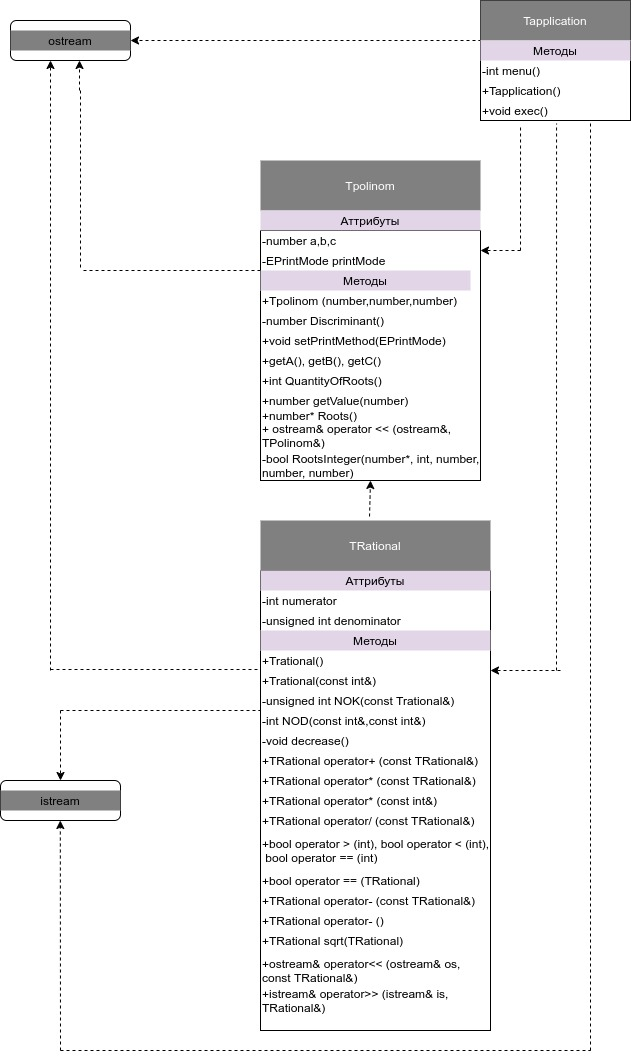 Tapplication
ostream
Методы
-int menu()
+Tapplication()
+void exec()
Tpolinom
Аттрибуты
-number a,b,c
-EPrintMode printMode
Методы
+Tpolinom (number,number,number)
-number Discriminant()
+void setPrintMethod(EPrintMode)
+getA(), getB(), getC()
+int QuantityOfRoots()
+number getValue(number)
+number* Roots()
+ ostream& operator << (ostream&,
TPolinom&)
-bool RootsInteger(number*, int, number,
number, number)
TRational
Аттрибуты
-int numerator
-unsigned int denominator
Методы
+Trational()
+Trational(const int&)
-unsigned int NOK(const Trational&)
-int NOD(const int&,const int&)
-void decrease()
+TRational operator+ (const TRational&)
+TRational operator* (const TRational&)
istream
+TRational operator* (const int&)
+TRational operator/ (const TRational&)
+bool operator > (int), bool operator < (int),
bool operator == (int)
+bool operator == (TRational)
+TRational operator- (const TRational&)
+TRational operator- ()
+TRational sqrt(TRational)
+ostream& operator<< (ostream& os,
const TRational&)
+istream& operator>> (istream& is,
TRational&)